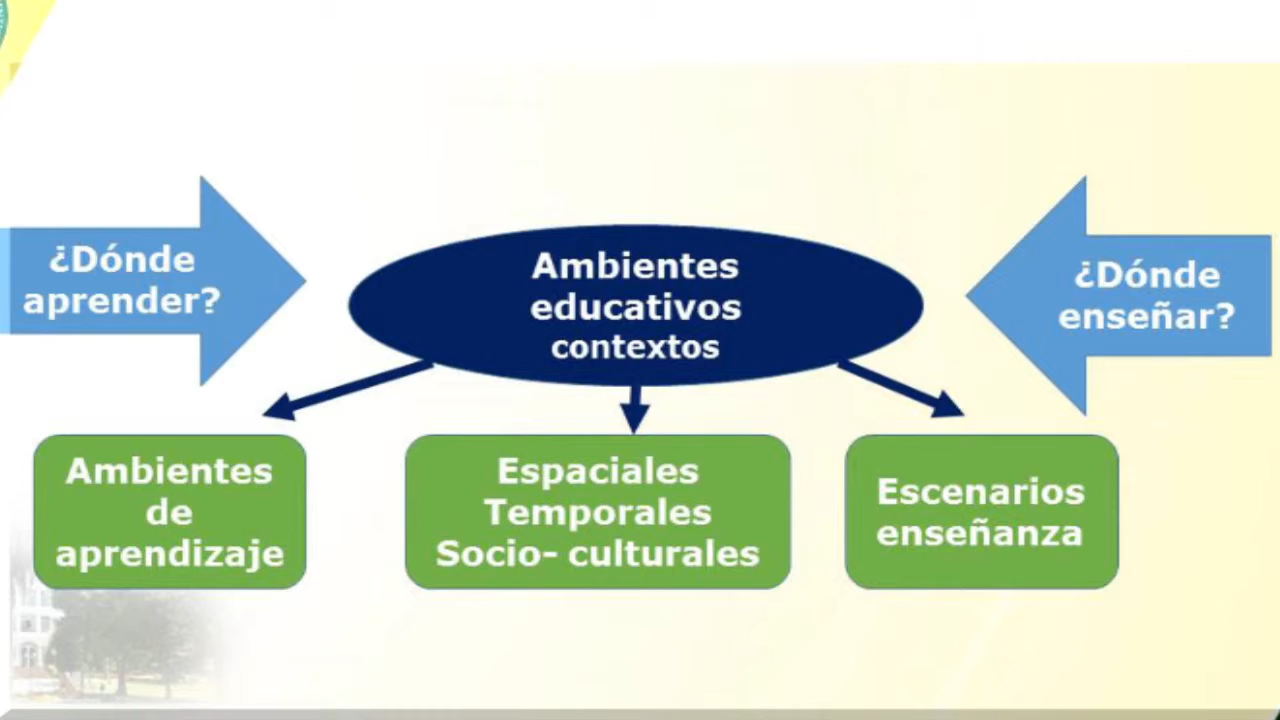 ¿Dónde
aprender?
Ambientes
educativos
contextos
¿Dónde
enseñar?
Ambientes
de
aprendizaje
Espaciales
Temporales
Socio- culturales
Escenarios
enseñanza